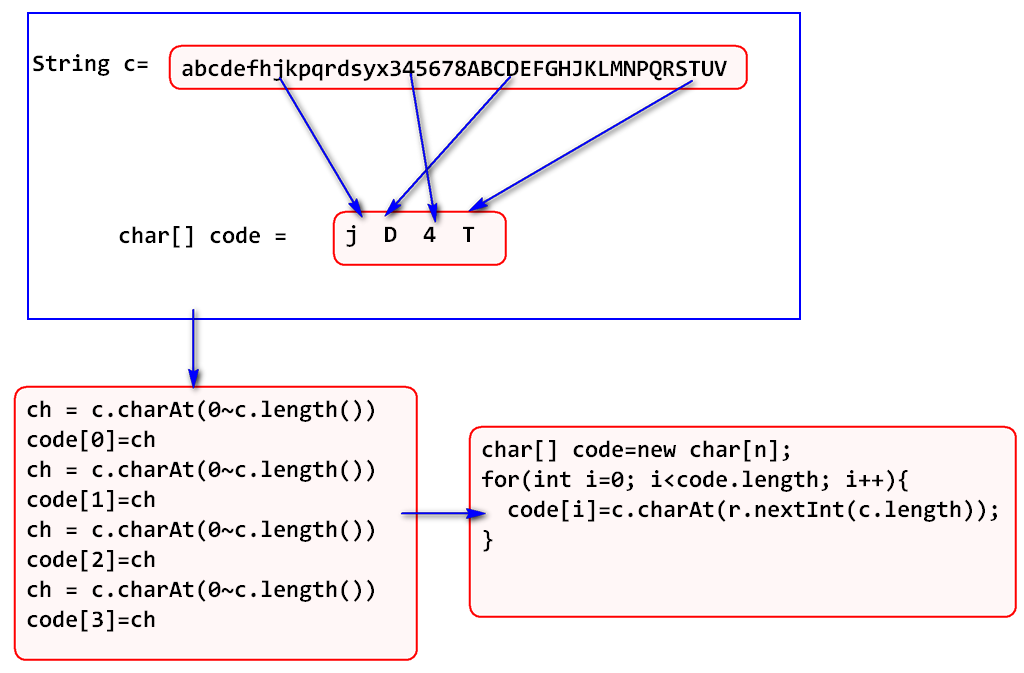 String c= abcdefhjkpqrdsyx345678ABCDEFGHJKLMNPQRSTUV
char[] code = j D 4 T
ch = c.charAt(0~c.length())
code[0]=ch
ch = c.charAt(0~c.length())
code[1]=ch
ch = c.charAt(0~c.length())
code[2]=ch
ch = c.charAt(0~c.length())
code[3]=ch
char[] code=new char[n];
for(int i=0; i<code.length; i++){
code[i]=c.charAt(r.nextInt(c.length));
}